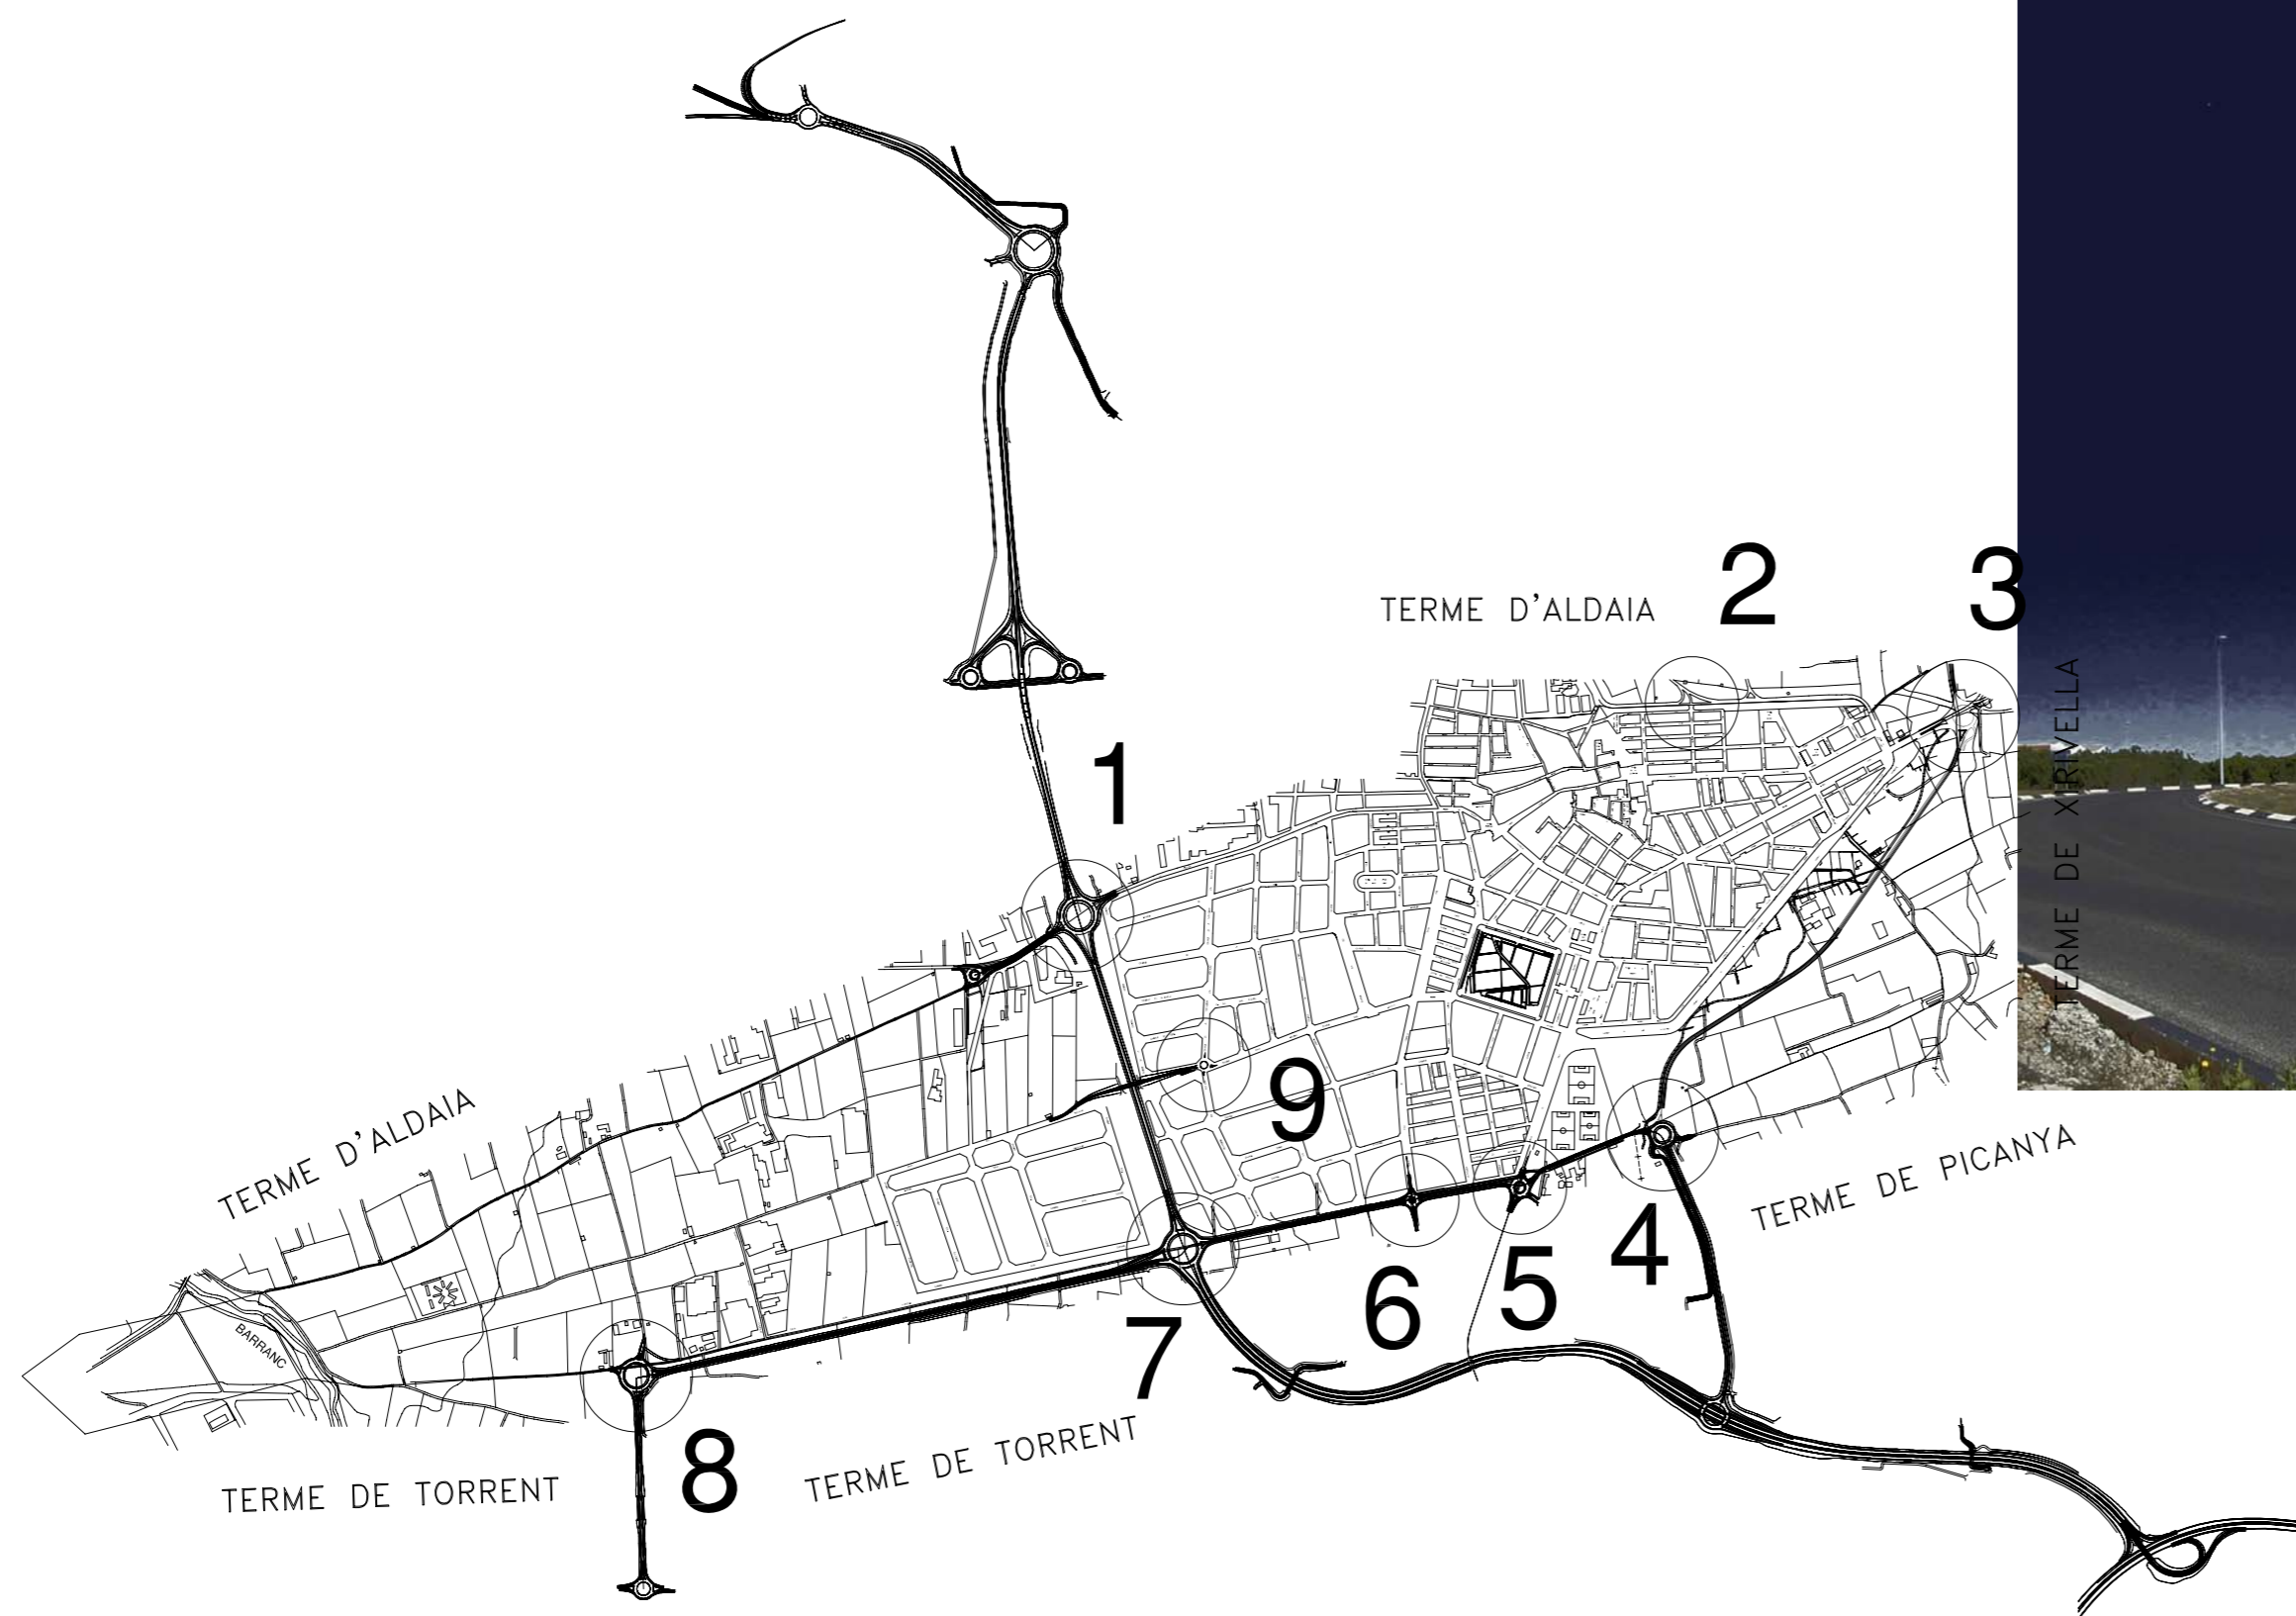 2
3
TERME D'ALDAIA
TERME DE XIRIVELLA
1
9
TERME D'ALDAIA
TERME DE PICANYA
4
5
6
7
BARRANC
8
TERME DE TORRENT
TERME DE TORRENT